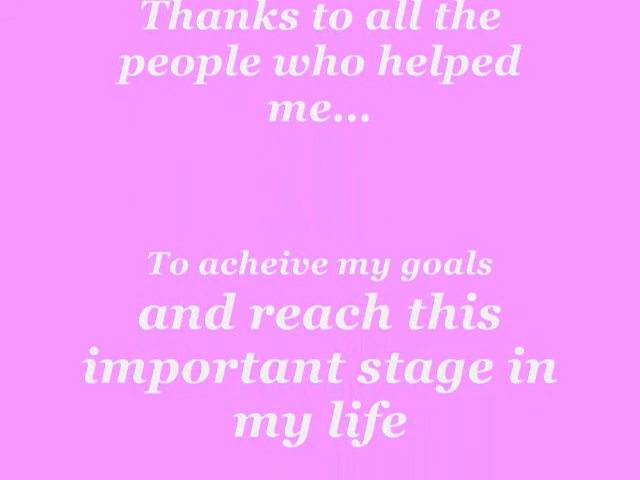 Thanks to all the
people who helped
me...
To acheive my goals
and reach this
important stage in
my life